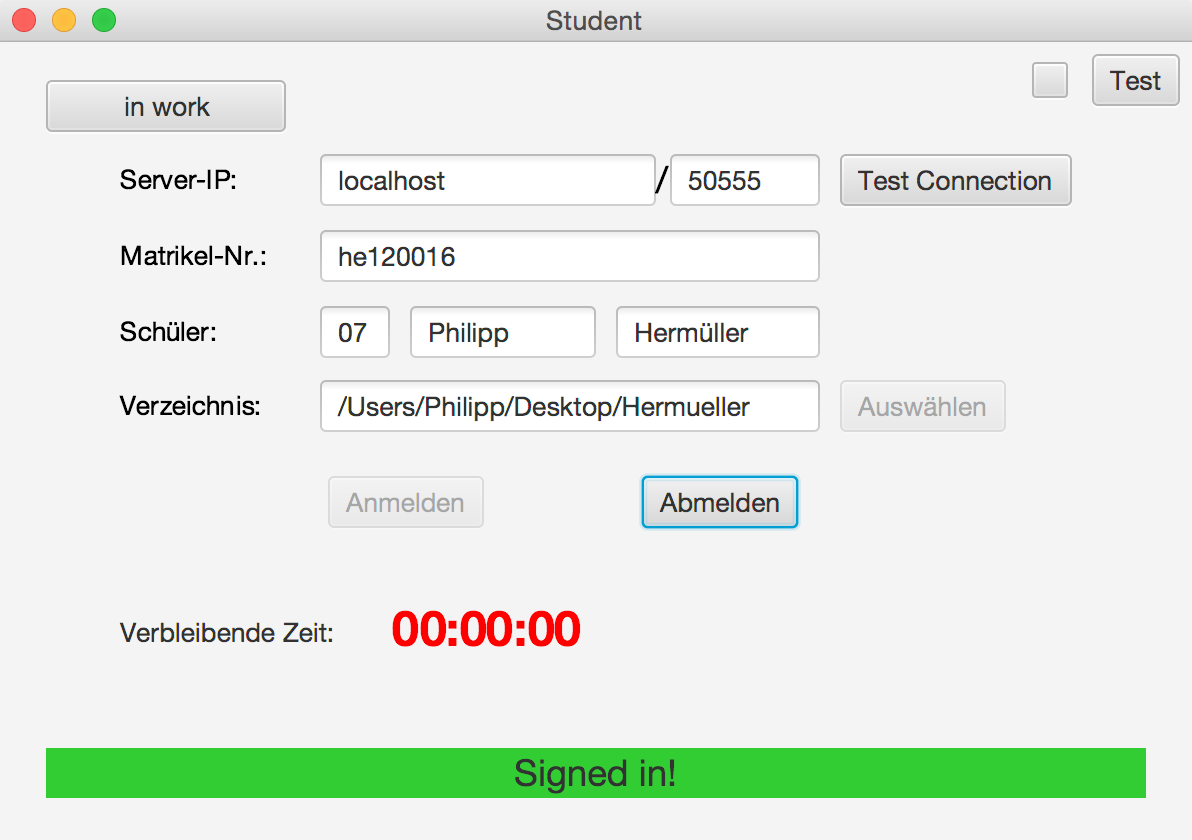 Student
Test
in work
Server-IP: localhost / 50555 Test Connection
Matrikel-Nr.: he120016
Schüler: 07 Philipp Hermüller
Verzeichnis: /Users/Philipp/Desktop/Hermueller Auswählen
Anmelden Abmelden
Verbleibende Zeit: 00:00:00
Signed in!